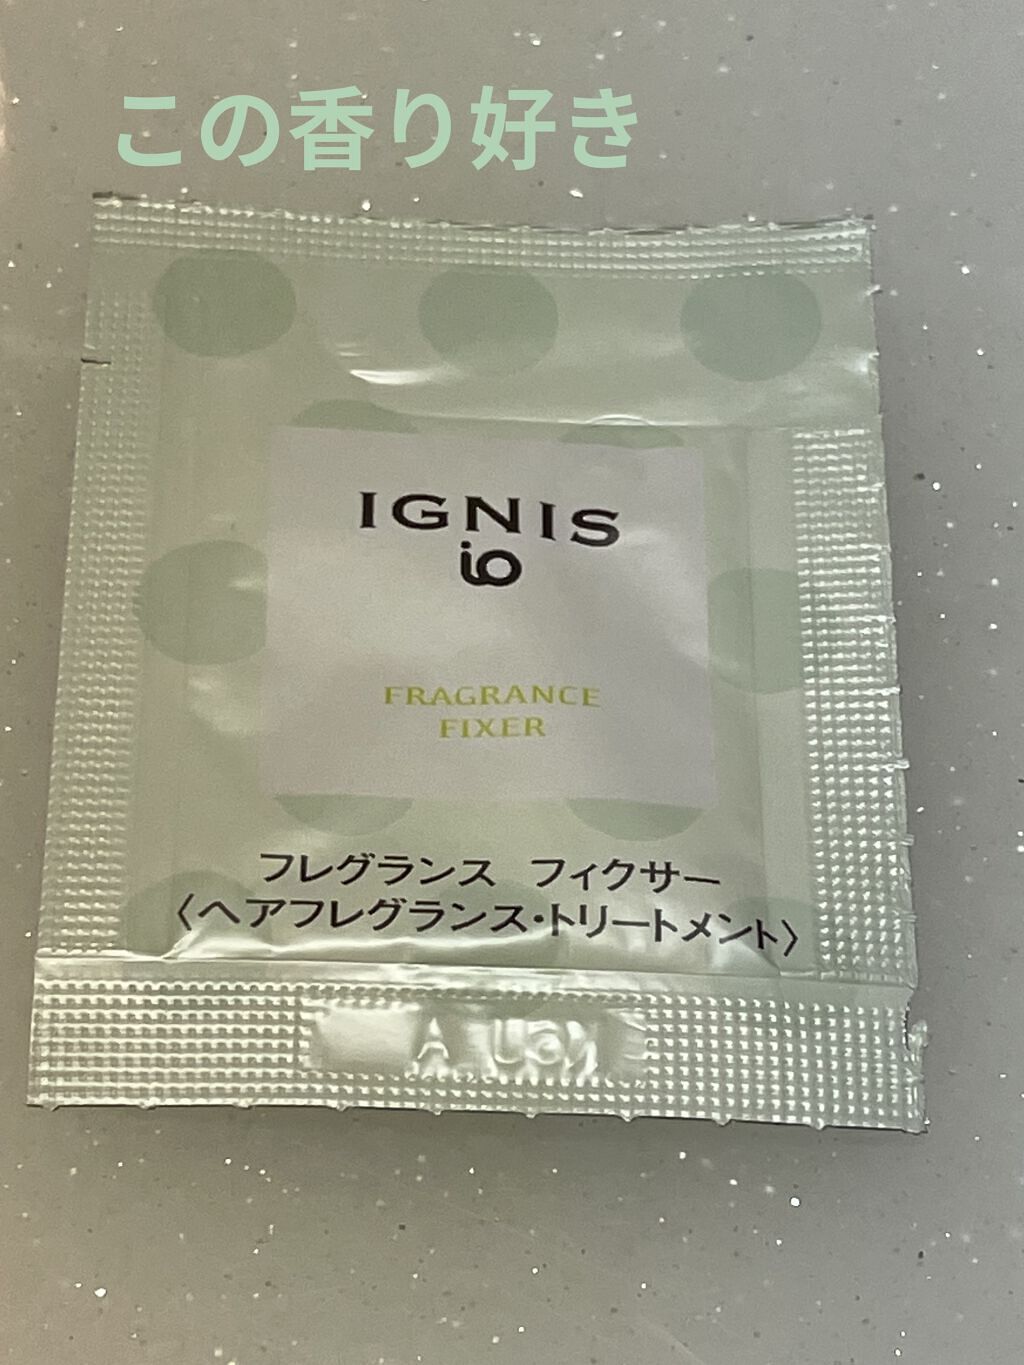 この香り好き
IGNIS
io
FRAGRANCE
FIXER
フレグランス フィクサー
〈ヘアフレグランス・トリートメント〉